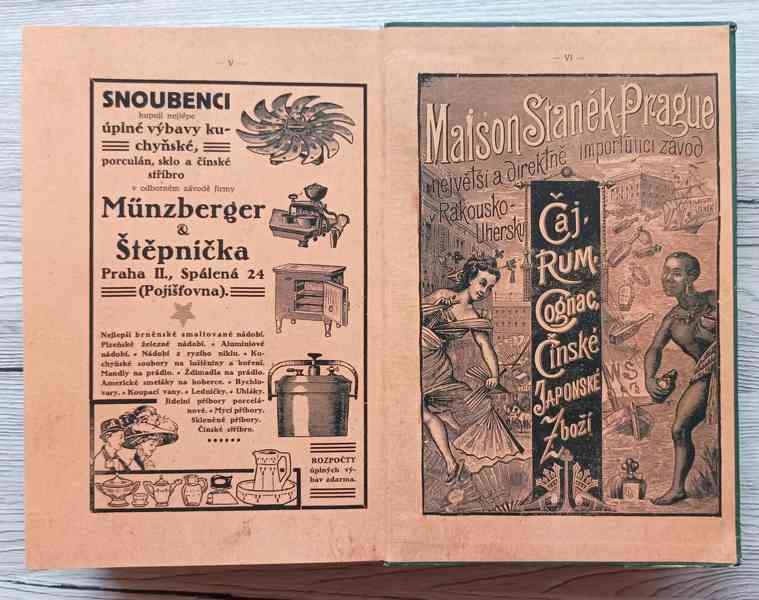 — V —
SNOUBENCI
kupují nejlépe
úplné výbavy ku-
chyňské,
porculán, sklo a čínské
stříbro
v odborném závodě firmy
Münzberger
&
Štěpnička
Praha II., Spálená 24
(Pojišťovna).
Nejlepší brněnské smaltované nádobí.
Plzeňské železné nádobí. • Aluminiové
nádobí. • Nádobí z ryzího niklu. • Ku-
chyňské soubory na luštěniny a koření.
Mandly na prádlo. • Ždímadla na prádlo.
Americké smetáky na koberce. • Rychlo-
vary. • Koupací vany. • Ledničky. • Uhláky.
Jídelní příbory porcelá-
nové. • Mycí příbory.
Skleněné příbory.
Čínské stříbro.
ROZPOČTY
úplných vý-
bav zdarma.
— VI —
Maison Staněk, Prague
největší a direktně importující závod
v Rakousko-
Uhersku
Čaj,
RUM,
Cognac,
Čínské
JAPONSKÉ
Zboží